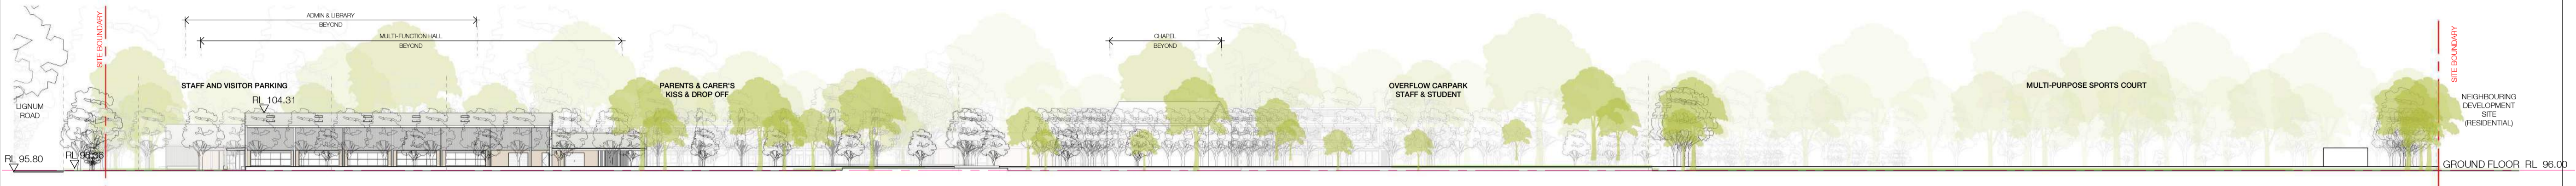 SITE BOUNDARY
ADMIN & LIBRARY
BEYOND
MULTI-FUNCTION HALL
BEYOND
CHAPEL
BEYOND
SITE BOUNDARY
STAFF AND VISITOR PARKING
PARENTS & CARER'S
KISS & DROP OFF
OVERFLOW CARPARK
STAFF & STUDENT
MULTI-PURPOSE SPORTS COURT
LIGNUM
ROAD
RL 104.31
NEIGHBOURING
DEVELOPMENT
SITE
(RESIDENTIAL)
RL 95.80
RL
GROUND FLOOR RL 96.00